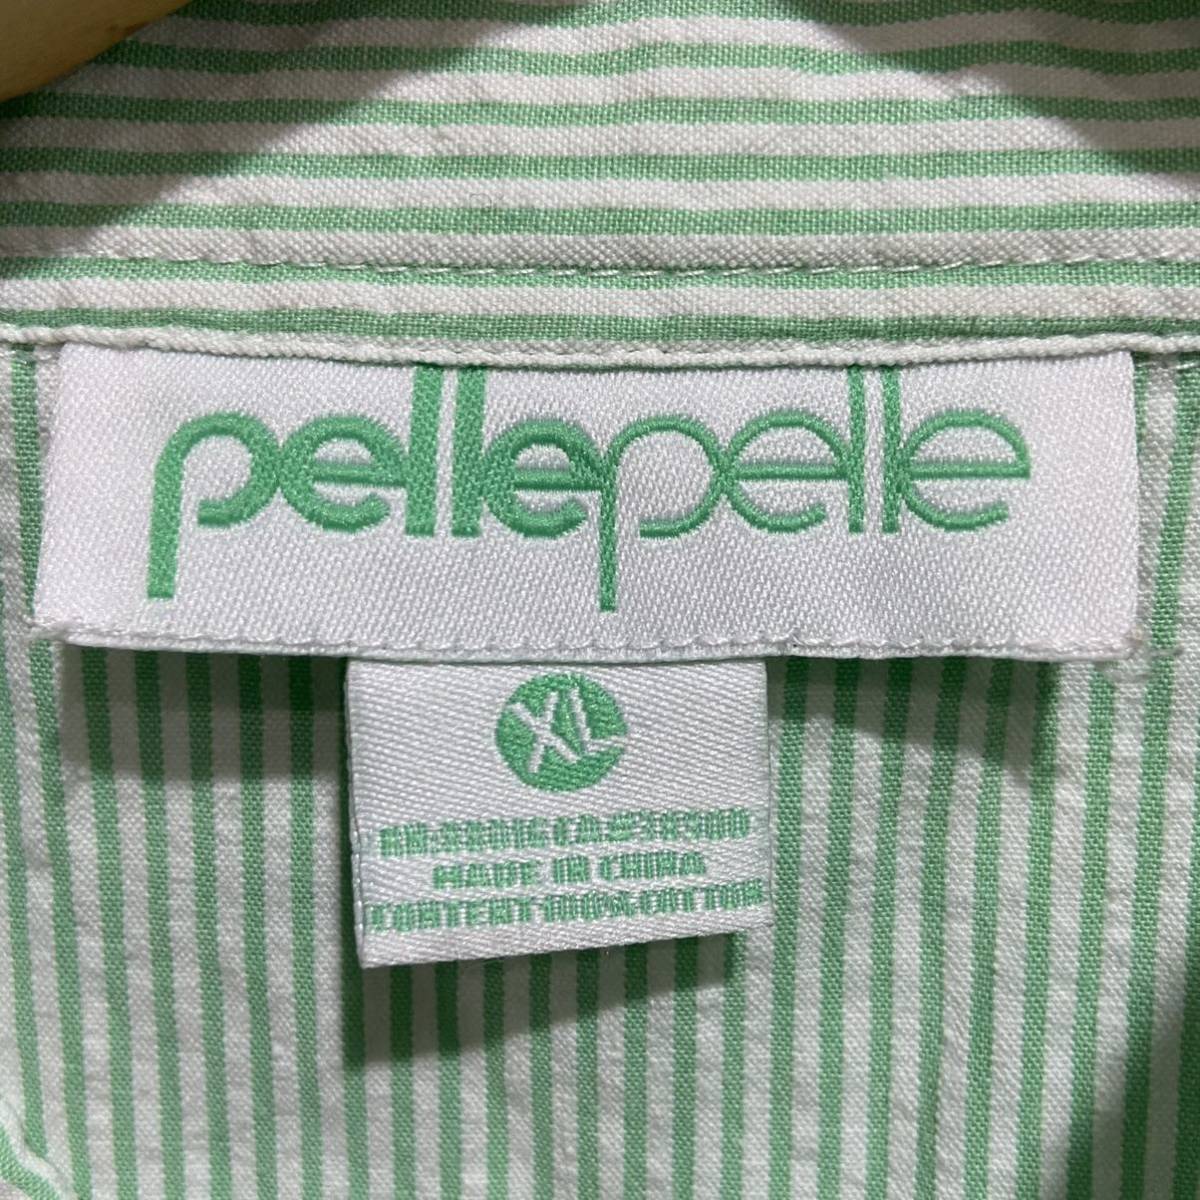 pellepelle
XL
MADE IN CHINA
CONTENT 100% COTTON